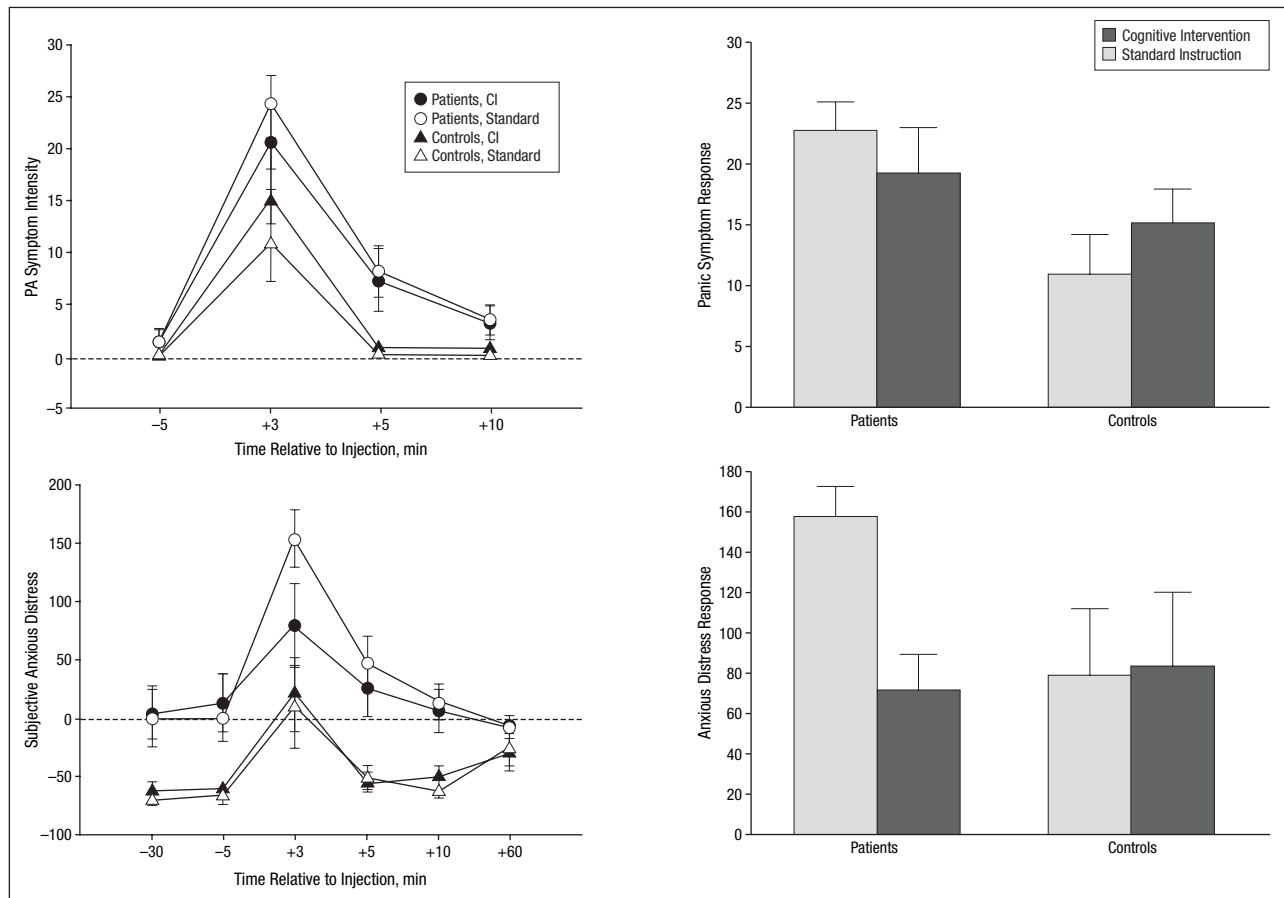 30
25
20
15
10
5
0
–5
PA Symptom Intensity
Patients, CI
Patients, Standard
Controls, CI
Controls, Standard
–5 +3 +5 +10
Time Relative to Injection, min
Cognitive Intervention
Standard Instruction
30
25
20
15
10
5
0
Panic Symptom Response
Patients Controls
200
150
100
50
0
–50
–100
Subjective Anxious Distress
–30 –5 +3 +5 +10 +60
Time Relative to Injection, min
180
160
140
120
100
80
60
40
20
0
Anxious Distress Response
Patients Controls